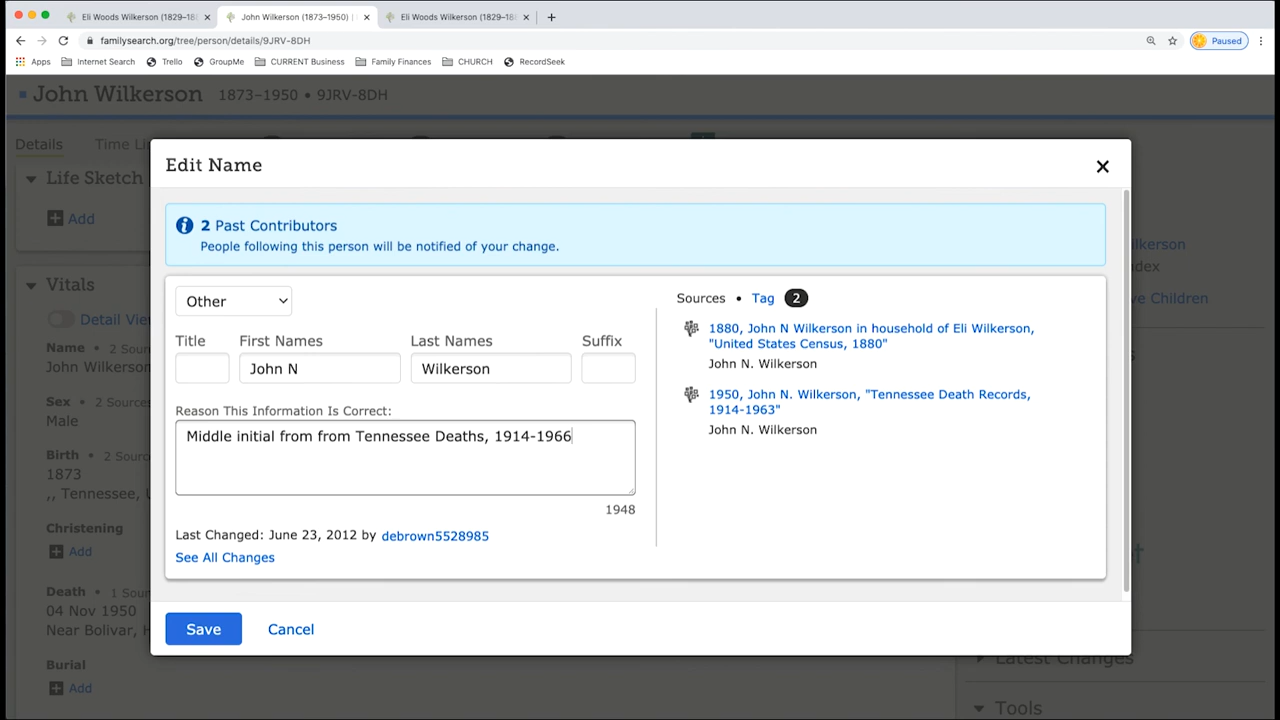 Eli Woods Wilkerson (1829–18
John Wilkerson (1873–1950) |
Eli Woods Wilkerson (1829–18
familysearch.org/tree/person/details/9JRV-8DH
Paused
Apps
Internet Search
Trello
GroupMe
CURRENT Business
Family Finances
CHURCH
RecordSeek
John Wilkerson 1873–1950 • 9JRV-8DH
Details
Time Li
Life Sketch
Add
Vitals
Detail Vie
Name • 2 Sour
John Wilkerson
Sex • 2 Sources
Male
Birth • 2 Sour
1873
,, Tennessee, U
Christening
Add
Death • 1 Sour
04 Nov 1950
Near Bolivar, H
Burial
Add
Edit Name
2 Past Contributors
People following this person will be notified of your change.
Other
Title First Names Last Names Suffix
John N Wilkerson
Reason This Information Is Correct:
Middle initial from from Tennessee Deaths, 1914-1966
1948
Last Changed: June 23, 2012 by debrown5528985
See All Changes
Sources • Tag 2
1880, John N Wilkerson in household of Eli Wilkerson,
"United States Census, 1880"
John N. Wilkerson
1950, John N. Wilkerson, "Tennessee Death Records,
1914-1963"
John N. Wilkerson
Save
Cancel
lkerson
dex
ve Children
Latest Changes
Tools